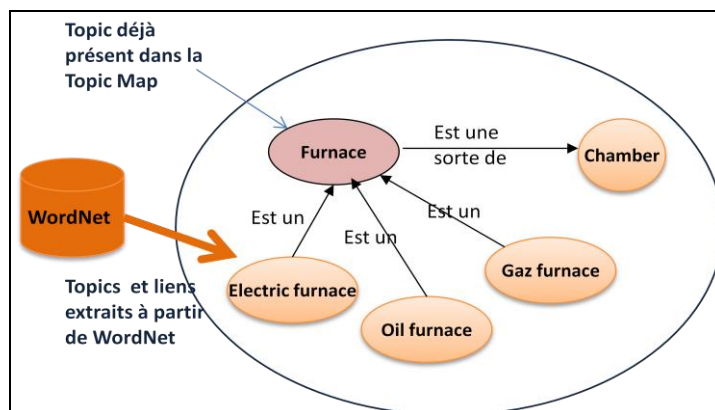 Topic déjà
présent dans la
Topic Map
Furnace
Est une
sorte de
Chamber
WordNet
Est un
Est un
Est un
Electric furnace
Oil furnace
Gaz furnace
Topics et liens
extraits à partir
de WordNet